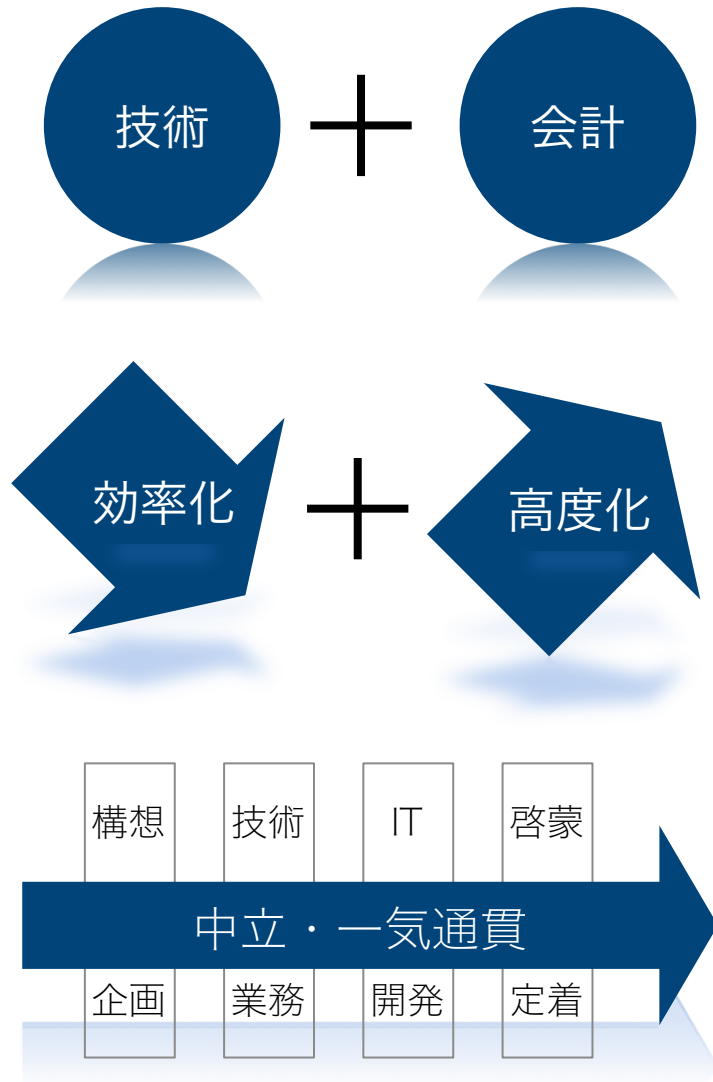 技術
会計
効率化
高度化
構想
技術
IT
啓蒙
中立・一気通貫
企画
業務
開発
定着